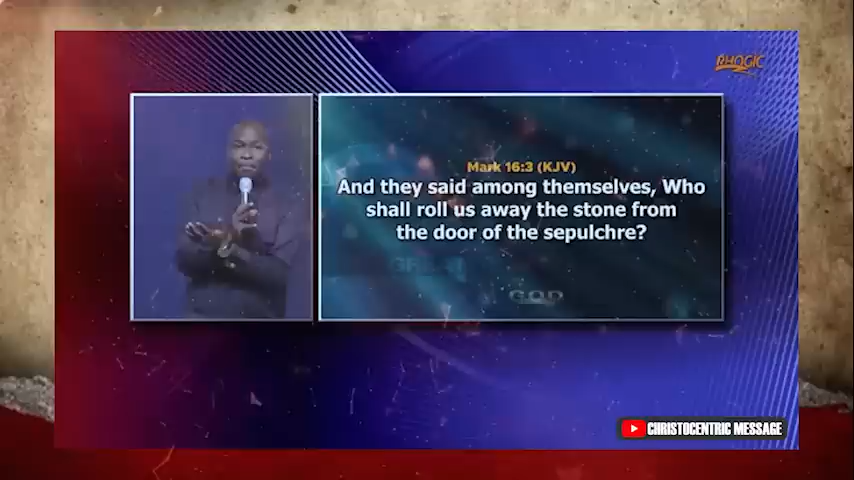 RHOGIC
Mark 16:3 (KJV)
And they said among themselves, Who
shall roll us away the stone from
the door of the sepulchre?
GREAT
GOD
CHRISTOCENTRIC MESSAGE